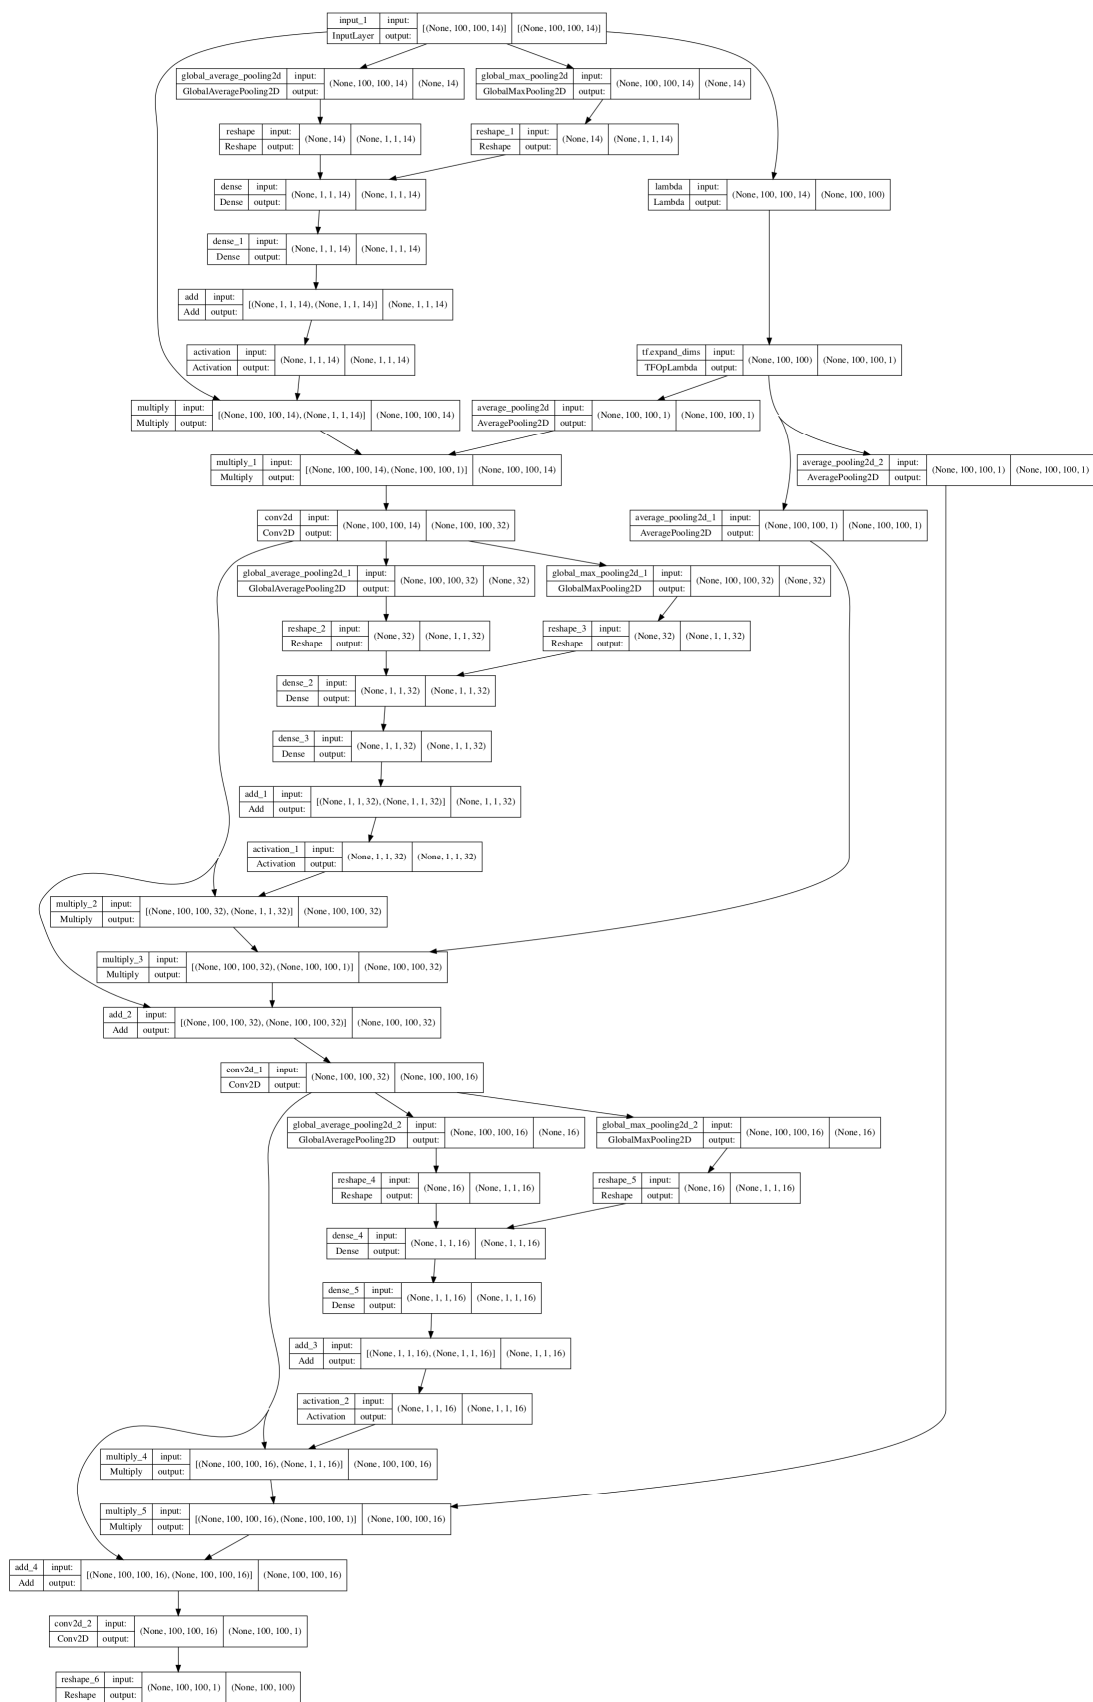 input_1 input: [(None, 100, 100, 14)] [(None, 100, 100, 14)]
InputLayer output:
global_average_pooling2d input: (None, 100, 100, 14) (None, 14)
GlobalAveragePooling2D output:
global_max_pooling2d input: (None, 100, 100, 14) (None, 14)
GlobalMaxPooling2D output:
reshape input: (None, 14) (None, 1, 1, 14)
Reshape output:
reshape_1 input: (None, 14) (None, 1, 1, 14)
Reshape output:
dense input: (None, 1, 1, 14) (None, 1, 1, 14)
Dense output:
lambda input: (None, 100, 100, 14) (None, 100, 100)
Lambda output:
dense_1 input: (None, 1, 1, 14) (None, 1, 1, 14)
Dense output:
add input: [(None, 1, 1, 14), (None, 1, 1, 14)] (None, 1, 1, 14)
Add output:
activation input: (None, 1, 1, 14) (None, 1, 1, 14)
Activation output:
tf.expand_dims input: (None, 100, 100) (None, 100, 100, 1)
TFOpLambda output:
multiply input: [(None, 100, 100, 14), (None, 1, 1, 14)] (None, 100, 100, 14)
Multiply output:
average_pooling2d input: (None, 100, 100, 1) (None, 100, 100, 1)
AveragePooling2D output:
multiply_1 input: [(None, 100, 100, 14), (None, 100, 100, 1)] (None, 100, 100, 14)
Multiply output:
average_pooling2d_2 input: (None, 100, 100, 1) (None, 100, 100, 1)
AveragePooling2D output:
conv2d input: (None, 100, 100, 14) (None, 100, 100, 32)
Conv2D output:
average_pooling2d_1 input: (None, 100, 100, 1) (None, 100, 100, 1)
AveragePooling2D output:
global_average_pooling2d_1 input: (None, 100, 100, 32) (None, 32)
GlobalAveragePooling2D output:
global_max_pooling2d_1 input: (None, 100, 100, 32) (None, 32)
GlobalMaxPooling2D output:
reshape_2 input: (None, 32) (None, 1, 1, 32)
Reshape output:
reshape_3 input: (None, 32) (None, 1, 1, 32)
Reshape output:
dense_2 input: (None, 1, 1, 32) (None, 1, 1, 32)
Dense output:
dense_3 input: (None, 1, 1, 32) (None, 1, 1, 32)
Dense output:
add_1 input: [(None, 1, 1, 32), (None, 1, 1, 32)] (None, 1, 1, 32)
Add output:
activation_1 input: (None, 1, 1, 32) (None, 1, 1, 32)
Activation output:
multiply_2 input: [(None, 100, 100, 32), (None, 1, 1, 32)] (None, 100, 100, 32)
Multiply output:
multiply_3 input: [(None, 100, 100, 32), (None, 100, 100, 1)] (None, 100, 100, 32)
Multiply output:
add_2 input: [(None, 100, 100, 32), (None, 100, 100, 32)] (None, 100, 100, 32)
Add output:
conv2d_1 input: (None, 100, 100, 32) (None, 100, 100, 16)
Conv2D output:
global_average_pooling2d_2 input: (None, 100, 100, 16) (None, 16)
GlobalAveragePooling2D output:
global_max_pooling2d_2 input: (None, 100, 100, 16) (None, 16)
GlobalMaxPooling2D output:
reshape_4 input: (None, 16) (None, 1, 1, 16)
Reshape output:
reshape_5 input: (None, 16) (None, 1, 1, 16)
Reshape output:
dense_4 input: (None, 1, 1, 16) (None, 1, 1, 16)
Dense output:
dense_5 input: (None, 1, 1, 16) (None, 1, 1, 16)
Dense output:
add_3 input: [(None, 1, 1, 16), (None, 1, 1, 16)] (None, 1, 1, 16)
Add output:
activation_2 input: (None, 1, 1, 16) (None, 1, 1, 16)
Activation output:
multiply_4 input: [(None, 100, 100, 16), (None, 1, 1, 16)] (None, 100, 100, 16)
Multiply output:
multiply_5 input: [(None, 100, 100, 16), (None, 100, 100, 1)] (None, 100, 100, 16)
Multiply output:
add_4 input: [(None, 100, 100, 16), (None, 100, 100, 16)] (None, 100, 100, 16)
Add output:
conv2d_2 input: (None, 100, 100, 16) (None, 100, 100, 1)
Conv2D output:
reshape_6 input: (None, 100, 100, 1) (None, 100, 100)
Reshape output: